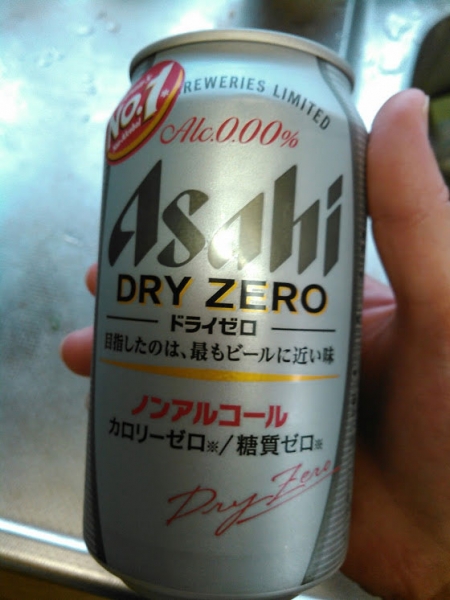 No.1
REWERIES LIMITED
Alc.0.00%
Asahi
DRY ZERO
ドライゼロ
目指したのは、最もビールに近い味
ノンアルコール
カロリーゼロ※/糖質ゼロ※
Dry Zero